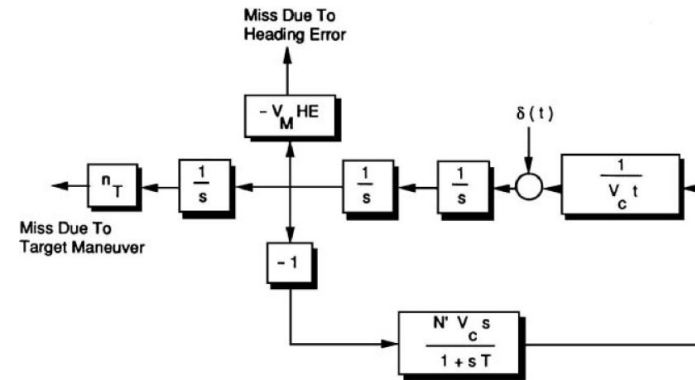 Miss Due To
Heading Error
- V_M HE
δ(t)
n_T
1/s
1/s
1/s
1/(V_c t)
Miss Due To
Target Maneuver
- 1
N' V_c s
1 + s T